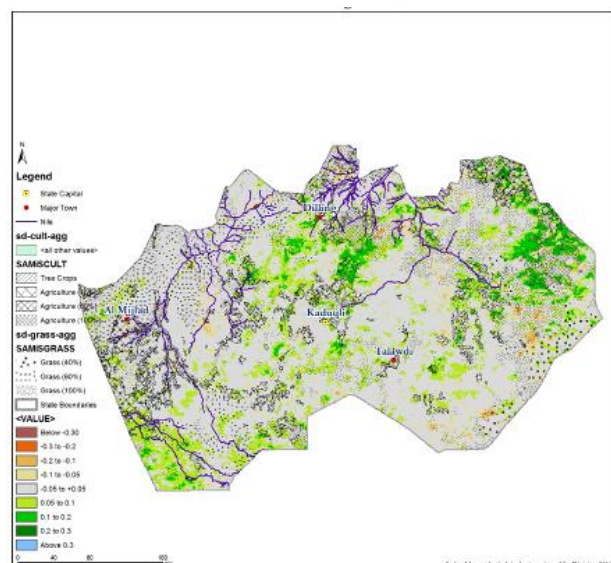 N
Legend
State Capital
Major Town
Nile
sd-cult-agg
<all other values>
SAMISCULT
Tree Crops
Agriculture
Agriculture
Agriculture (100%)
sd-grass-agg
SAMISGRASS
Grass (40%)
Grass (60%)
Grass (100%)
State Boundaries
<VALUE>
Below -0.30
-0.3 to -0.2
-0.2 to -0.1
-0.1 to -0.05
-0.05 to +0.05
0.05 to 0.1
0.1 to 0.2
0.2 to 0.3
Above 0.3
0 40 80
Dilling
Al Mijlad
Kaduqli
Talawdi